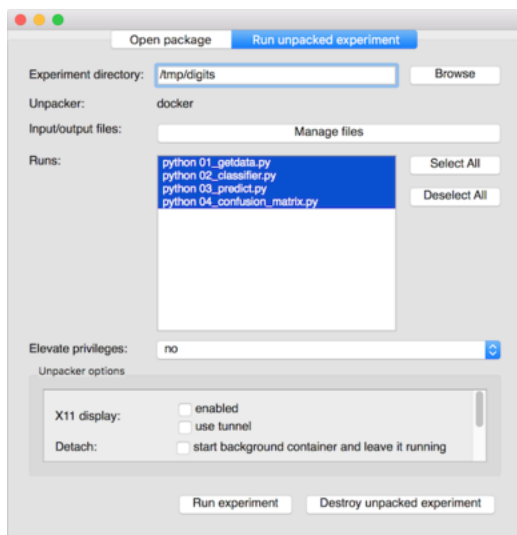 Open package Run unpacked experiment
Experiment directory: /tmp/digits Browse
Unpacker: docker
Input/output files: Manage files
Runs: python 01_getdata.py Select All
python 02_classifier.py
python 03_predict.py
python 04_confusion_matrix.py Deselect All
Elevate privileges: no
Unpacker options
X11 display: enabled
use tunnel
Detach: start background container and leave it running
Run experiment Destroy unpacked experiment